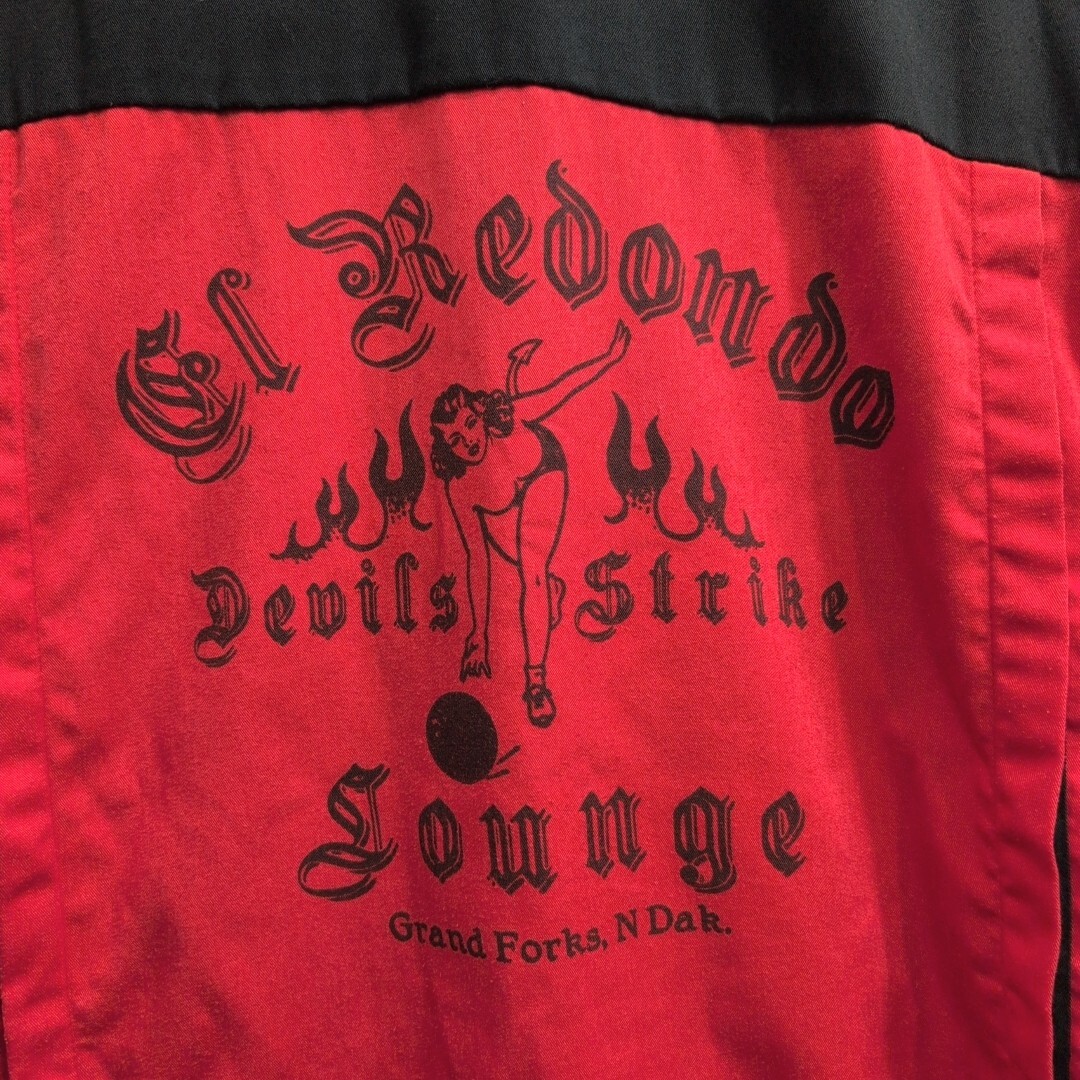 El Redondo
Devils Strike
Lounge
Grand Forks, N Dak.